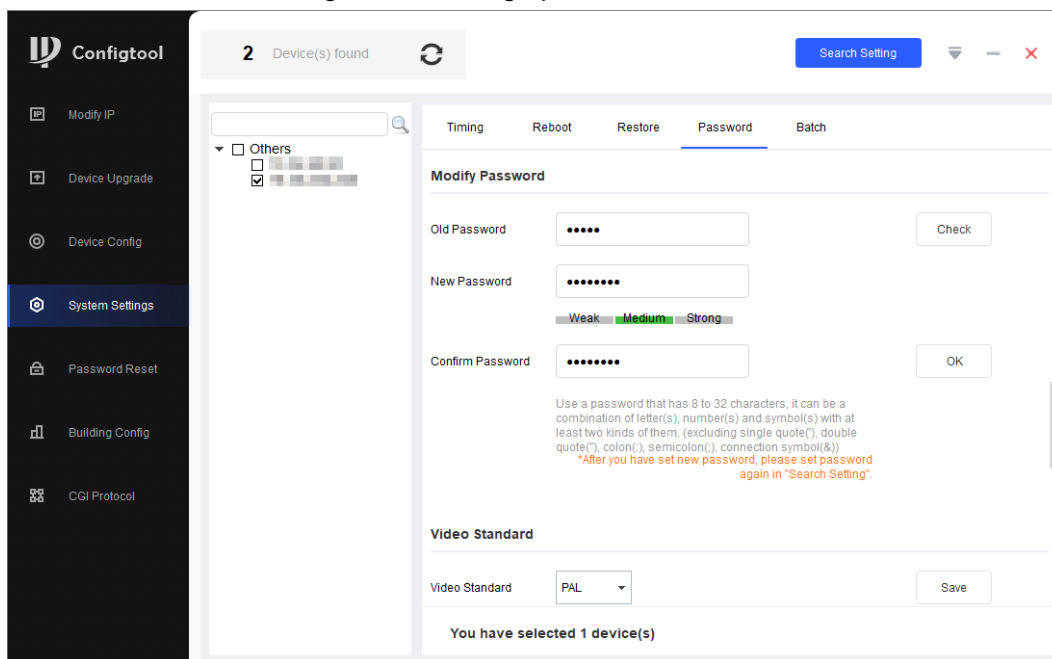 Configtool
2 Device(s) found
Search Setting
Modify IP
Device Upgrade
Device Config
System Settings
Password Reset
Building Config
CGI Protocol
Others
Timing Reboot Restore Password Batch
Modify Password
Old Password ••••• Check
New Password ••••••••
Weak Medium Strong
Confirm Password •••••••• OK
Use a password that has 8 to 32 characters, it can be a
combination of letter(s), number(s) and symbol(s) with at
least two kinds of them. (excluding single quote('), double
quote("), colon(:), semicolon(;), connection symbol(&))
*After you have set new password, please set password
again in "Search Setting".
Video Standard
Video Standard PAL Save
You have selected 1 device(s)